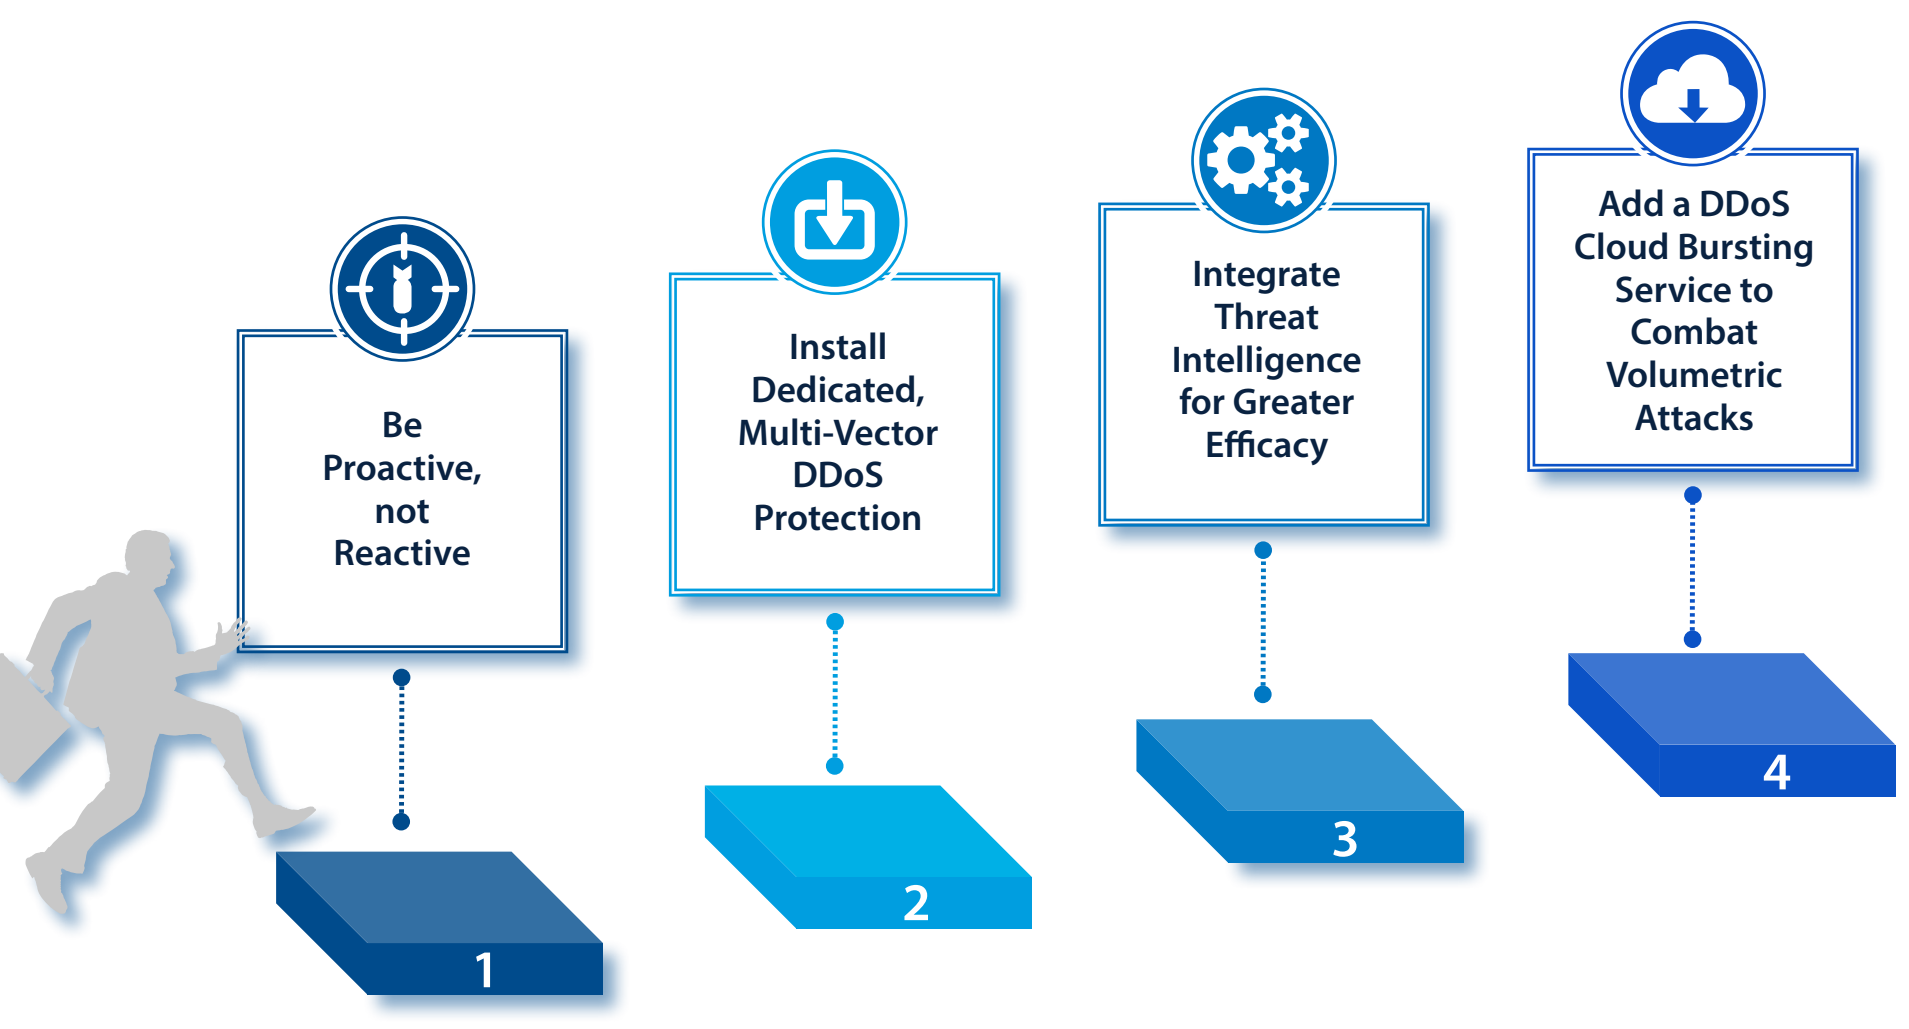 Be
Proactive,
not
Reactive
1
Install
Dedicated,
Multi-Vector
DDoS
Protection
2
Integrate
Threat
Intelligence
for Greater
Efficacy
3
Add a DDoS
Cloud Bursting
Service to
Combat
Volumetric
Attacks
4